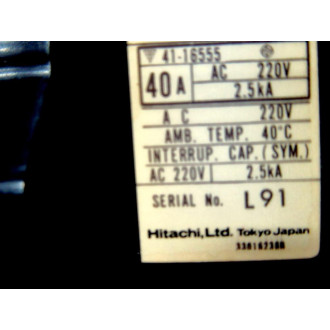 41-16555
40A AC 220V
2.5kA
AC 220V
AMB. TEMP. 40°C
INTERRUP. CAP. (SYM.)
AC 220V 2.5kA
SERIAL No. L91
Hitachi, Ltd. Tokyo Japan